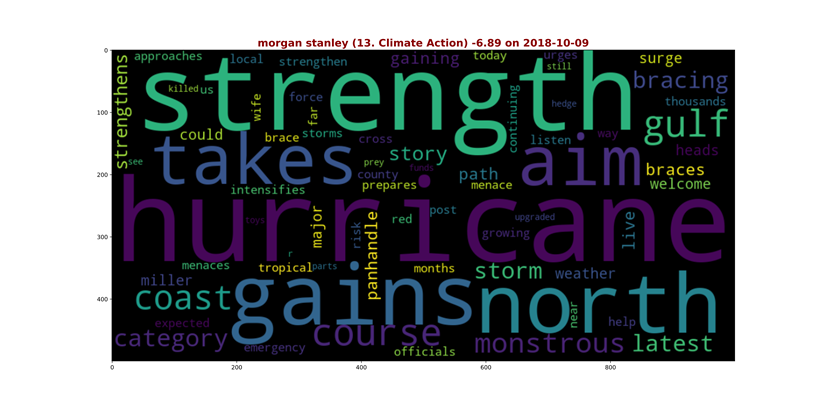 morgan stanley (13. Climate Action) -6.89 on 2018-10-09
0
100
200
300
400
0
200
400
600
800
strengthens
approaches
local
strengthen
gaining
today
urges
still
surge
bracing
thousands
strength
killed
us
wife
force
far
continuing
hedge
gulf
could
brace
storms
cross
listen
way
heads
takes
story
aim
see
prey
funds
county
path
braces
welcome
intensifies
prepares
menace
hurricane
toys
major
risk
panhandle
red
post
growing
upgraded
live
r
menaces
tropical
parts
months
storm
weather
miller
coast
gains
north
near
help
expected
category
emergency
course
officials
monstrous
latest